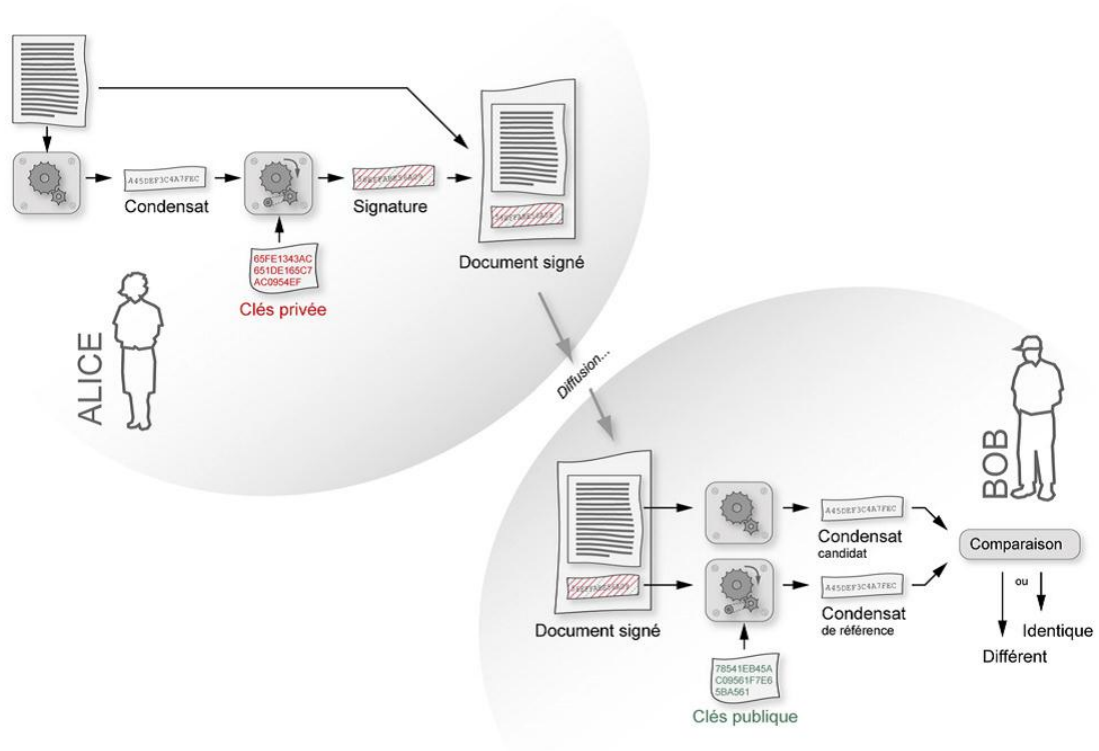 A45DEF3C4A7FEC
Condensat
Signature
65FE1343AC
651DE165C7
AC0954EF
Clés privée
Document signé
ALICE
Diffusion...
BOB
Document signé
A45DEF3C4A7FEC
Condensat
candidat
A45DEF3C4A7FEC
Condensat
de référence
78541EB45A
C09561F7E6
5BA561
Clés publique
Comparaison
ou
Identique
Différent